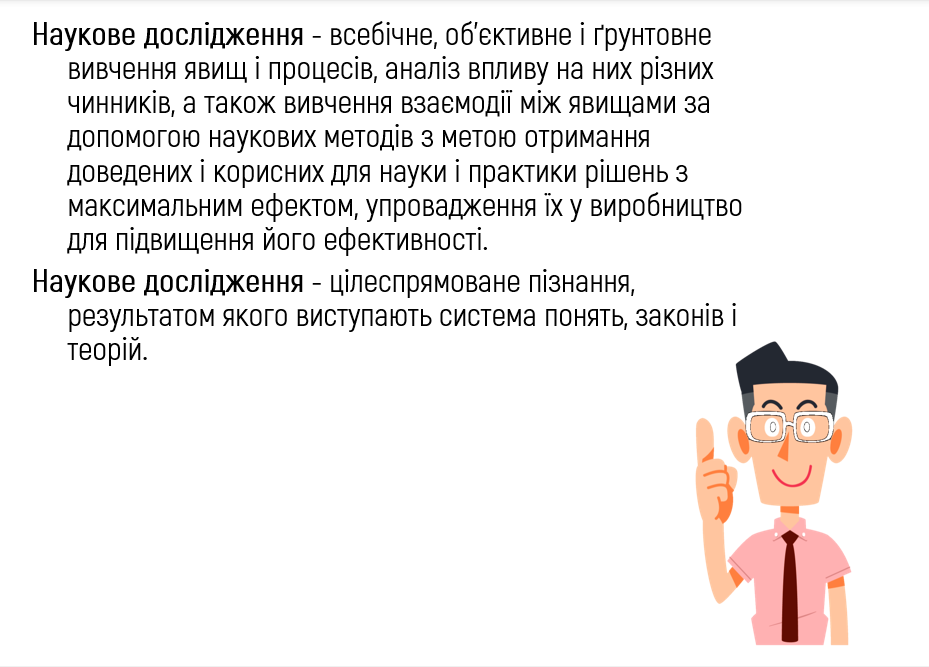 Наукове дослідження - всебічне, об'єктивне і ґрунтовне
вивчення явищ і процесів, аналіз впливу на них різних
чинників, а також вивчення взаємодії між явищами за
допомогою наукових методів з метою отримання
доведених і корисних для науки і практики рішень з
максимальним ефектом, упровадження їх у виробництво
для підвищення його ефективності.
Наукове дослідження - цілеспрямоване пізнання,
результатом якого виступають система понять, законів і
теорій.